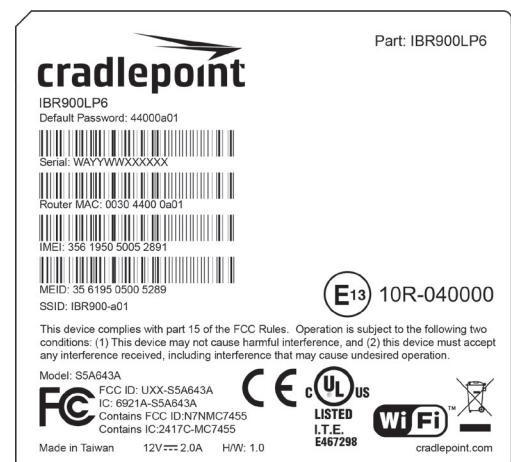 Part: IBR900LP6
cradlepoint
IBR900LP6
Default Password: 44000a01
Serial: WAYYWWXXXXXX
Router MAC: 0030 4400 0a01
IMEI: 356 1950 5005 2891
MEID: 35 6195 0500 5289
SSID: IBR900-a01
E13 10R-040000
This device complies with part 15 of the FCC Rules. Operation is subject to the following two
conditions: (1) This device may not cause harmful interference, and (2) this device must accept
any interference received, including interference that may cause undesired operation.
Model: S5A643A
FC
FCC ID: UXX-S5A643A
IC: 6921A-S5A643A
Contains FCC ID:N7NMC7455
Contains IC:2417C-MC7455
CE
C UL US
LISTED
I.T.E.
E467298
Wi Fi™
Made in Taiwan 12V⎓2.0A H/W: 1.0
cradlepoint.com